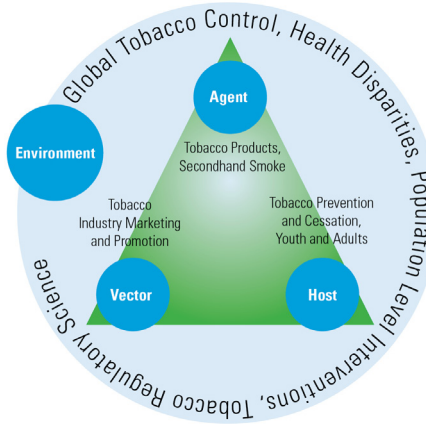 Global Tobacco Control, Health Disparities, Population Level Interventions, Tobacco Regulatory Science
Environment
Agent
Tobacco Products,
Secondhand Smoke
Tobacco
Industry Marketing
and Promotion
Vector
Tobacco Prevention
and Cessation,
Youth and Adults
Host